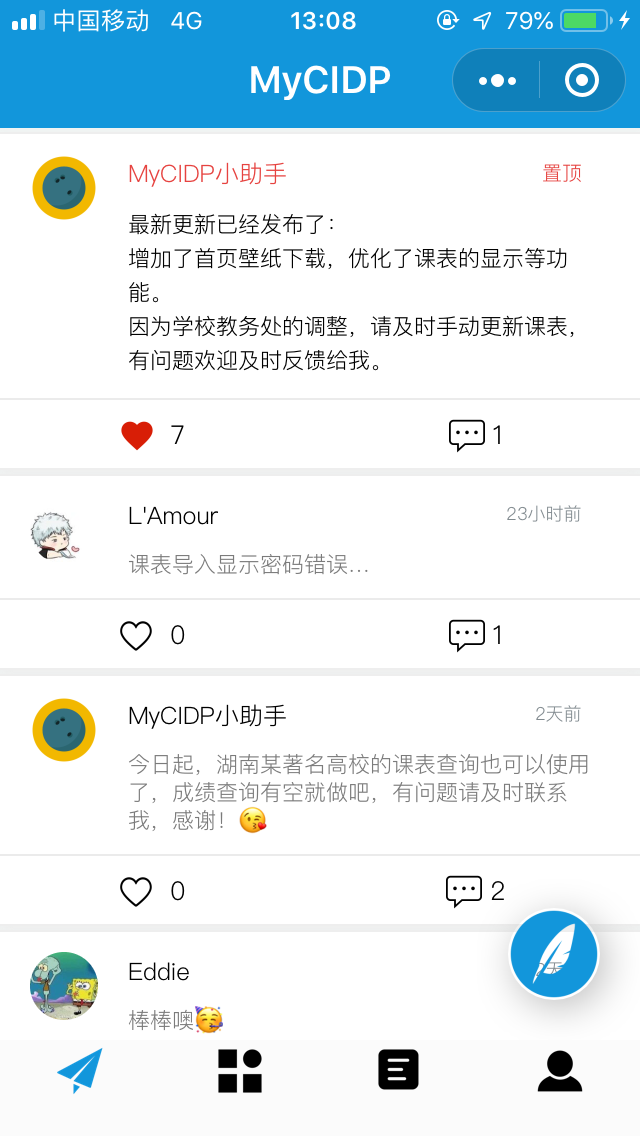 中国移动 4G 13:08 79%
MyCIDP
MyCIDP小助手 置顶
最新更新已经发布了：
增加了首页壁纸下载，优化了课表的显示等功
能。
因为学校教务处的调整，请及时手动更新课表，
有问题欢迎及时反馈给我。
7 1
L'Amour 23小时前
课表导入显示密码错误...
0 1
MyCIDP小助手 2天前
今日起，湖南某著名高校的课表查询也可以使用
了，成绩查询有空就做吧，有问题请及时联系
我，感谢！😘
0 2
Eddie
棒棒噢🥳